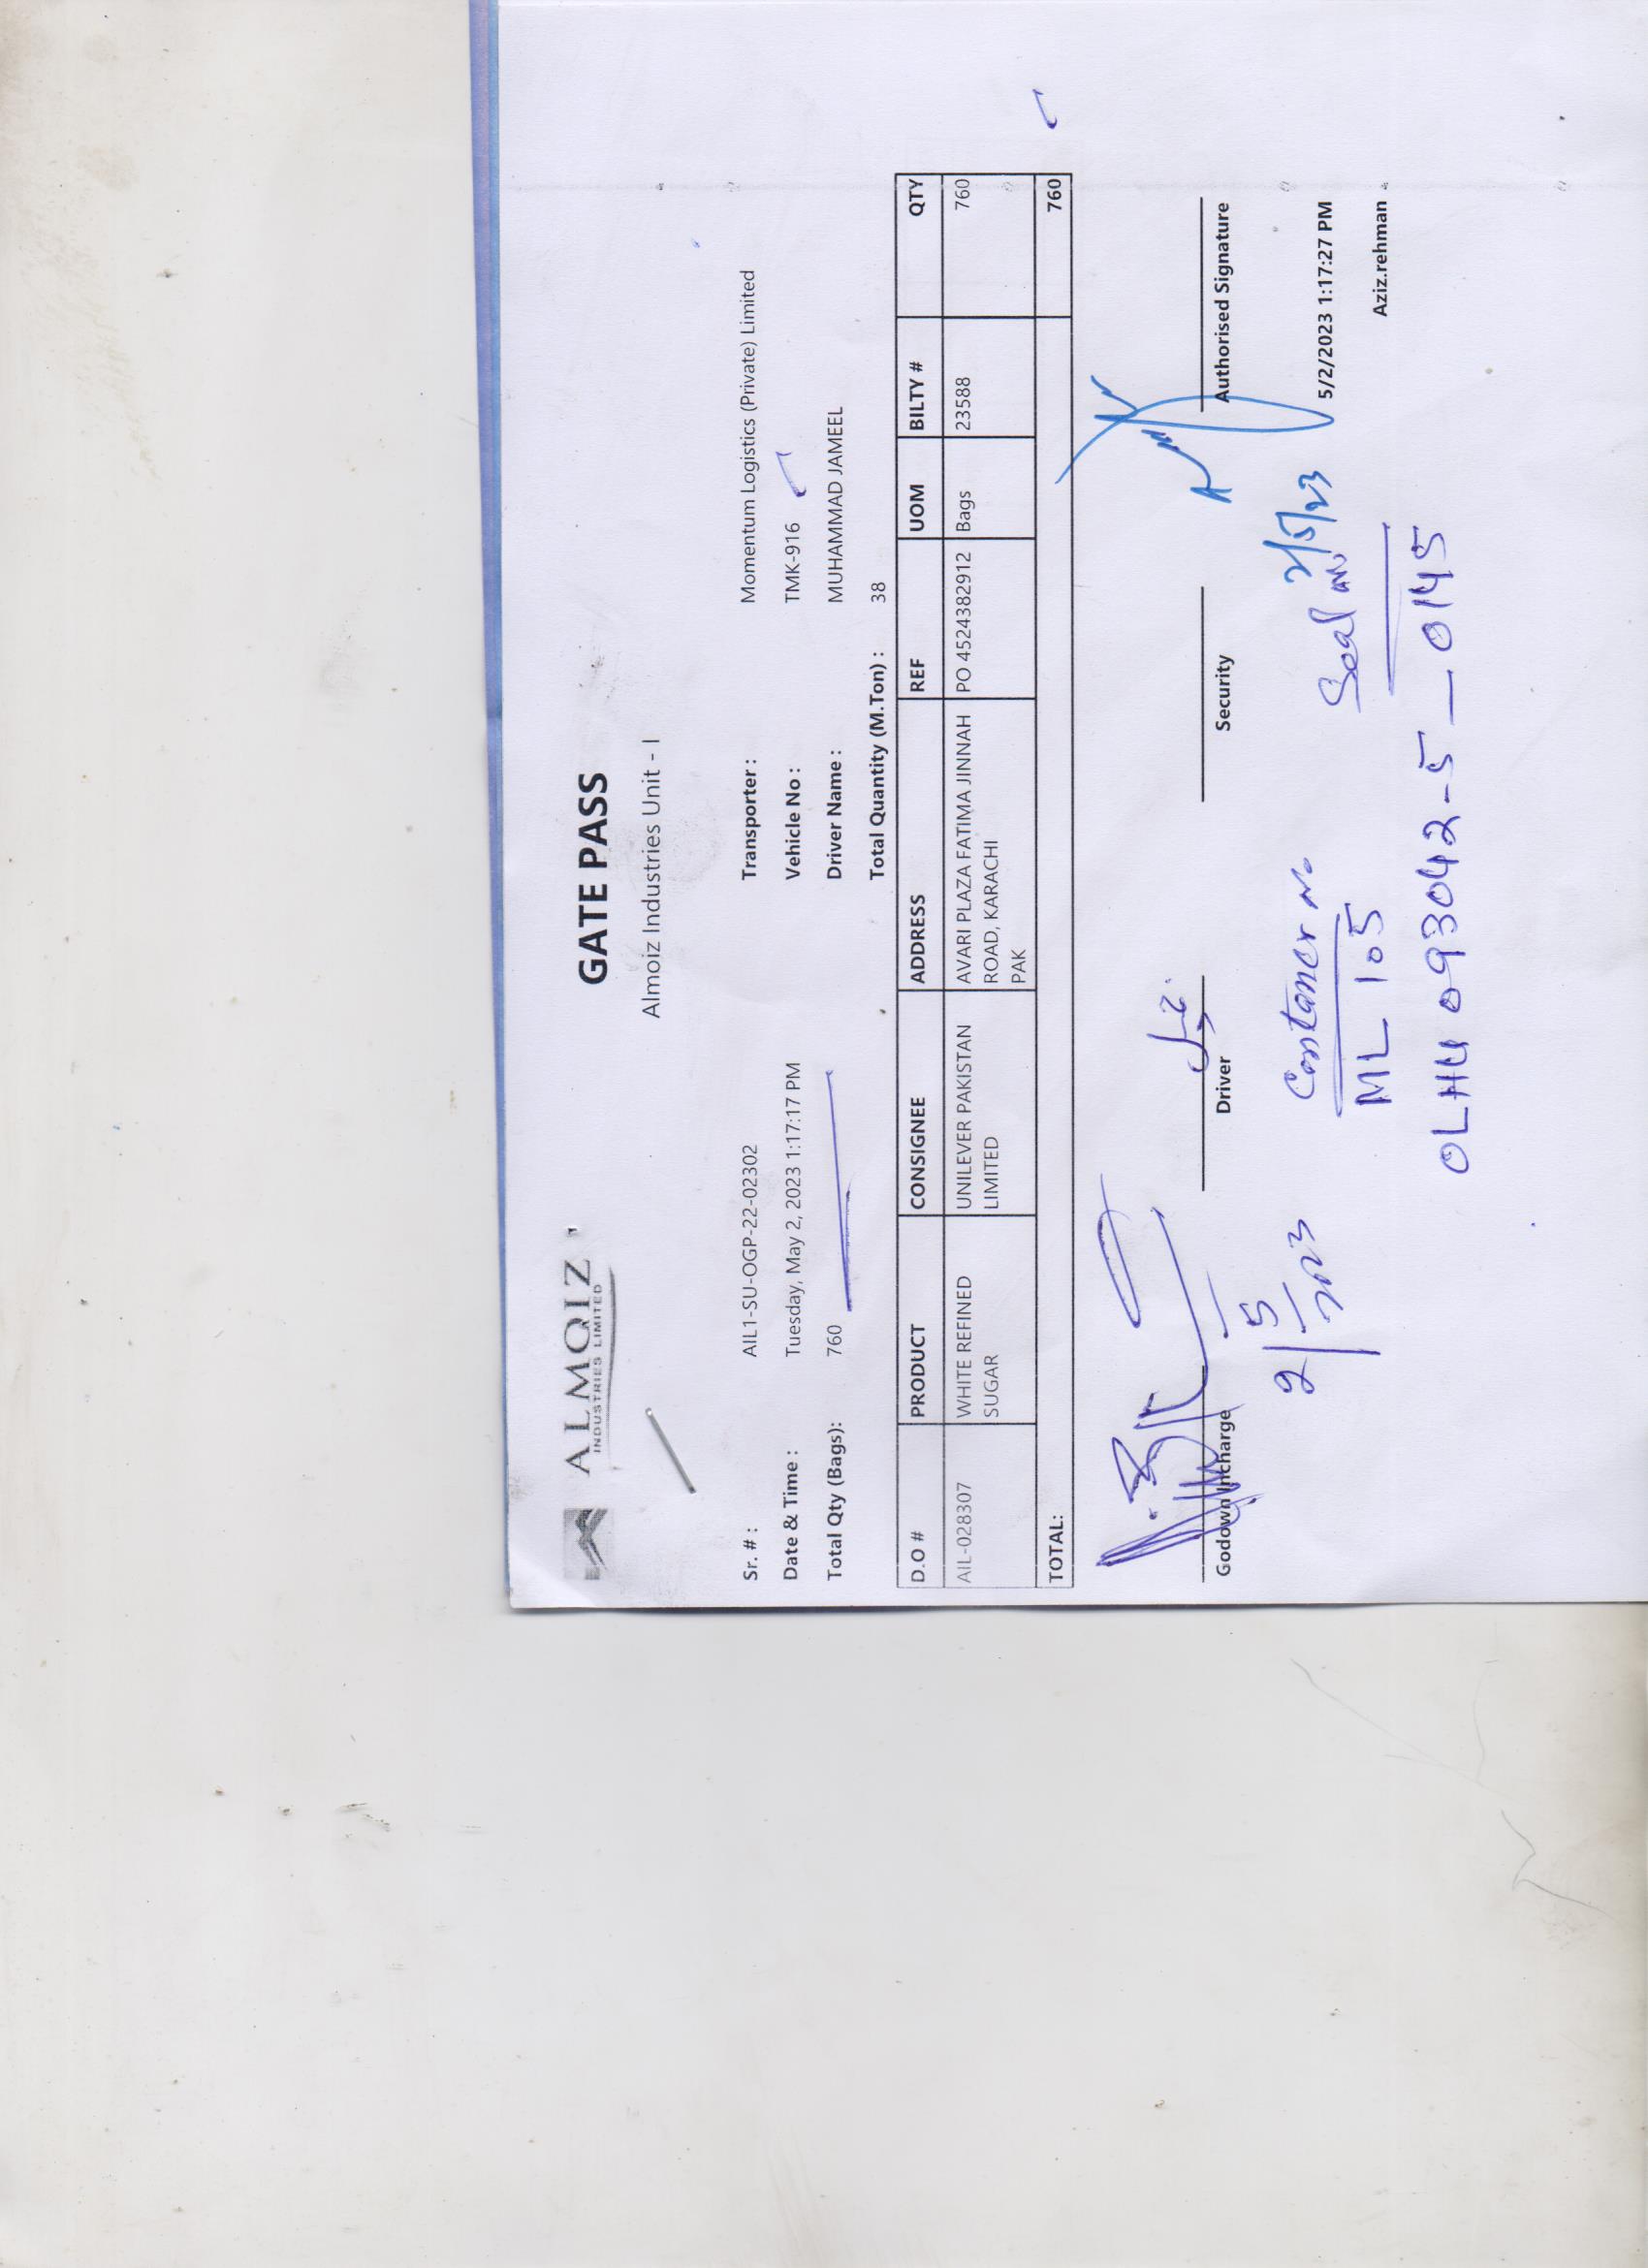 ALMOIZ
INDUSTRIES LIMITED
GATE PASS
Almoiz Industries Unit - I
Sr. # : AIL1-SU-OGP-22-02302 Transporter : Momentum Logistics (Private) Limited
Date & Time : Tuesday, May 2, 2023 1:17:17 PM Vehicle No : TMK-916
Total Qty (Bags): 760 Driver Name : MUHAMMAD JAMEEL
Total Quantity (M.Ton) : 38
D.O # PRODUCT CONSIGNEE ADDRESS REF UOM BILTY # QTY
AIL-028307 WHITE REFINED UNILEVER PAKISTAN AVARI PLAZA FATIMA JINNAH PO 4524382912 Bags 23588 760
SUGAR LIMITED ROAD, KARACHI
PAK
TOTAL: 760
Godown Incharge Driver Security Authorised Signature
2/5/2023 Container No 2/5/23 5/2/2023 1:17:27 PM
ML 105 Seal Aziz.rehman
OLHU 093042-5 — 0145